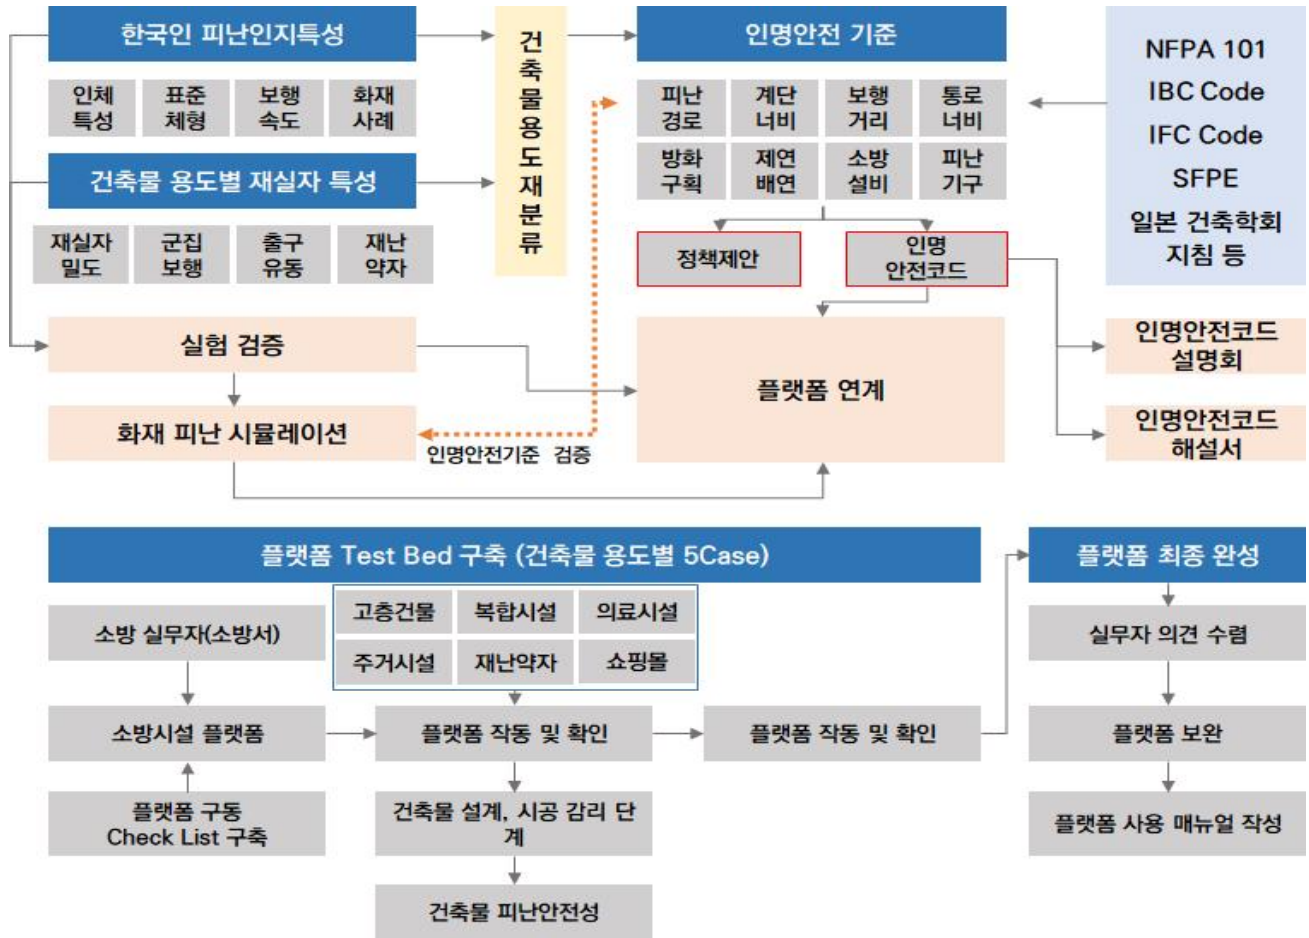 한국인 피난인지특성
인체
특성
표준
체형
보행
속도
화재
사례
건축물 용도별 재실자 특성
재실자
밀도
군집
보행
출구
유동
재난
약자
건
축
물
용
도
재
분
류
인명안전 기준
피난
경로
계단
너비
보행
거리
통로
너비
방화
구획
제연
배연
소방
설비
피난
기구
정책제안
인명
안전코드
NFPA 101
IBC Code
IFC Code
SFPE
일본 건축학회
지침 등
실험 검증
화재 피난 시뮬레이션
인명안전기준 검증
플랫폼 연계
인명안전코드
설명회
인명안전코드
해설서
플랫폼 Test Bed 구축 (건축물 용도별 5Case)
소방 실무자(소방서)
고층건물
복합시설
의료시설
주거시설
재난약자
쇼핑몰
소방시설 플랫폼
플랫폼 작동 및 확인
플랫폼 작동 및 확인
플랫폼 구동
Check List 구축
건축물 설계, 시공 감리 단
계
건축물 피난안전성
플랫폼 최종 완성
실무자 의견 수렴
플랫폼 보완
플랫폼 사용 매뉴얼 작성